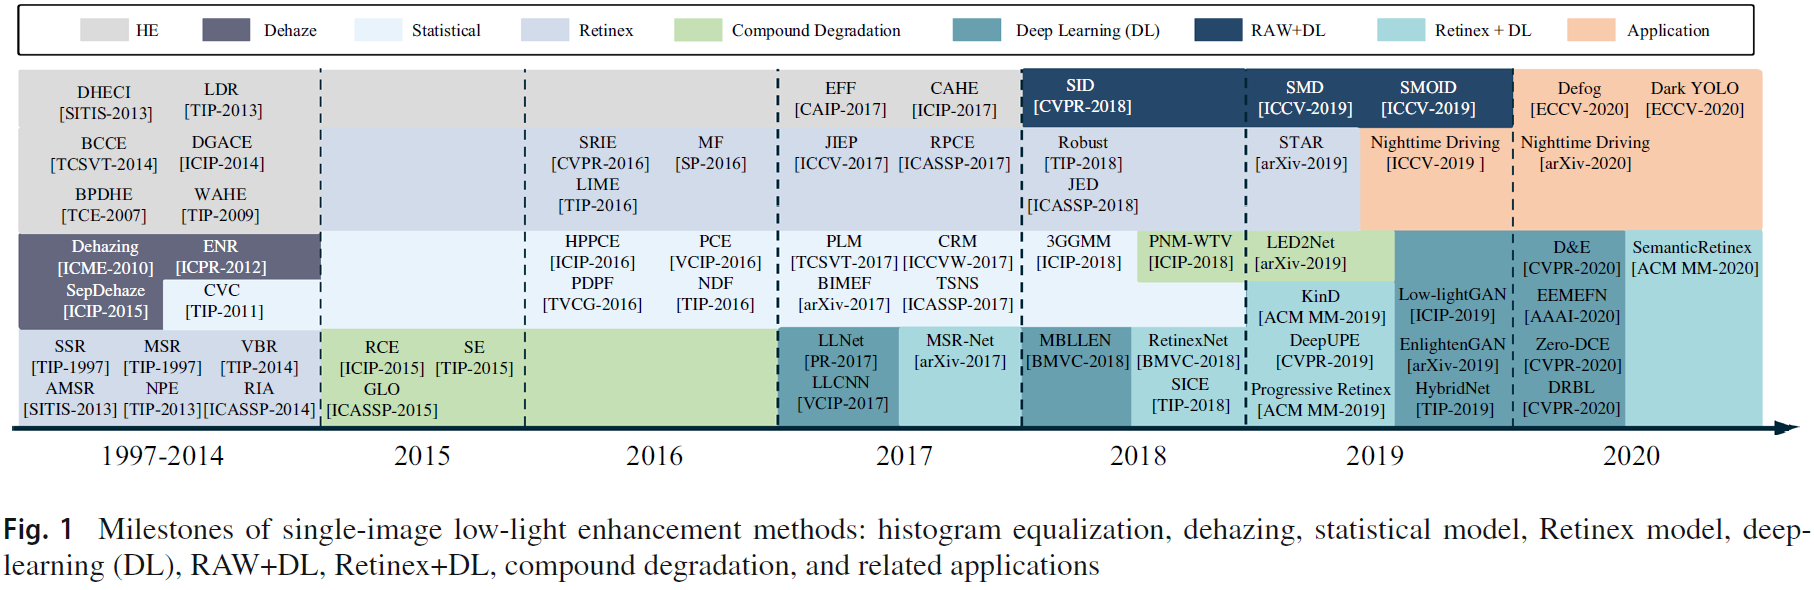 HE Dehaze Statistical Retinex Compound Degradation Deep Learning (DL) RAW+DL Retinex + DL Application
DHECI LDR
[SITIS-2013] [TIP-2013]
BCCE DGACE
[TCSVT-2014] [ICIP-2014]
BPDHE WAHE
[TCE-2007] [TIP-2009]
Dehazing ENR
[ICME-2010] [ICPR-2012]
SepDehaze CVC
[ICIP-2015] [TIP-2011]
SSR MSR VBR
[TIP-1997] [TIP-1997] [TIP-2014]
AMSR NPE RIA
[SITIS-2013] [TIP-2013] [ICASSP-2014]
1997-2014
RCE SE
[ICIP-2015] [TIP-2015]
GLO
[ICASSP-2015]
2015
SRIE MF
[CVPR-2016] [SP-2016]
LIME
[TIP-2016]
HPPCE PCE
[ICIP-2016] [VCIP-2016]
PDPF NDF
[TVCG-2016] [TIP-2016]
2016
EFF CAHE
[CAIP-2017] [ICIP-2017]
JIEP RPCE
[ICCV-2017] [ICASSP-2017]
PLM CRM
[TCSVT-2017] [ICCVW-2017]
BIMEF TSNS
[arXiv-2017] [ICASSP-2017]
LLNet MSR-Net
[PR-2017] [arXiv-2017]
LLCNN
[VCIP-2017]
2017
SID
[CVPR-2018]
Robust
[TIP-2018]
JED
[ICASSP-2018]
3GGMM PNM-WTV
[ICIP-2018] [ICIP-2018]
MBLLEN RetinexNet
[BMVC-2018] [BMVC-2018]
SICE
[TIP-2018]
2018
SMD SMOID
[ICCV-2019] [ICCV-2019]
STAR Nighttime Driving
[arXiv-2019] [ICCV-2019 ]
LED2Net
[arXiv-2019]
KinD Low-lightGAN
[ACM MM-2019] [ICIP-2019]
DeepUPE EnlightenGAN
[CVPR-2019] [arXiv-2019]
Progressive Retinex HybridNet
[ACM MM-2019] [TIP-2019]
2019
Defog Dark YOLO
[ECCV-2020] [ECCV-2020]
Nighttime Driving
[arXiv-2020]
D&E SemanticRetinex
[CVPR-2020] [ACM MM-2020]
EEMEFN
[AAAI-2020]
Zero-DCE
[CVPR-2020]
DRBL
[CVPR-2020]
2020
Fig. 1 Milestones of single-image low-light enhancement methods: histogram equalization, dehazing, statistical model, Retinex model, deep-
learning (DL), RAW+DL, Retinex+DL, compound degradation, and related applications